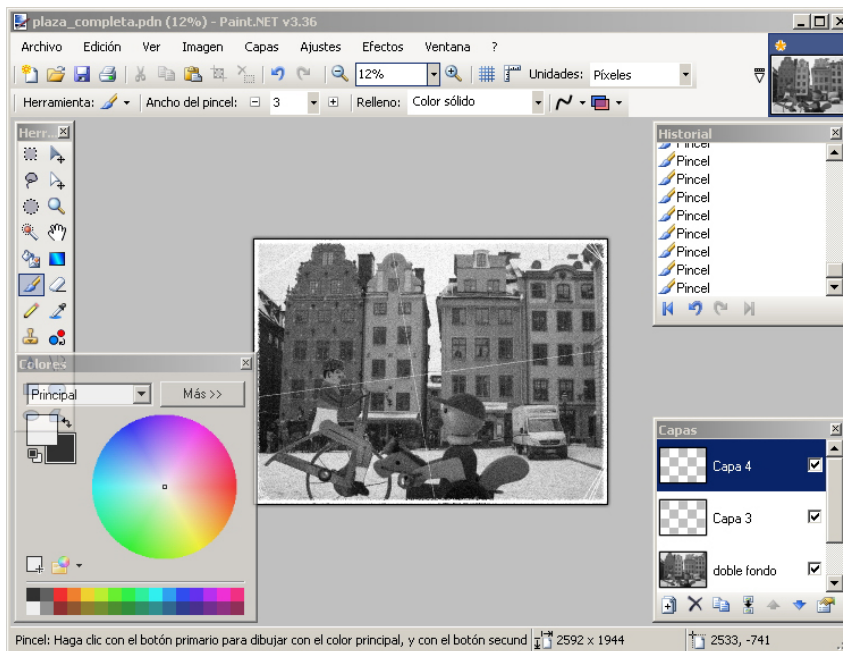 plaza_completa.pdn (12%) - Paint.NET v3.36
Archivo Edición Ver Imagen Capas Ajustes Efectos Ventana ?
12% Unidades: Píxeles
Herramienta: Ancho del pincel: 3 Relleno: Color sólido
Herr...
Historial
Pincel
Pincel
Pincel
Pincel
Pincel
Pincel
Pincel
Pincel
Pincel
Colores
Principal Más >>
Capas
Capa 4
Capa 3
doble fondo
Pincel: Haga clic con el botón primario para dibujar con el color principal, y con el botón secund 2592 x 1944 2533, -741